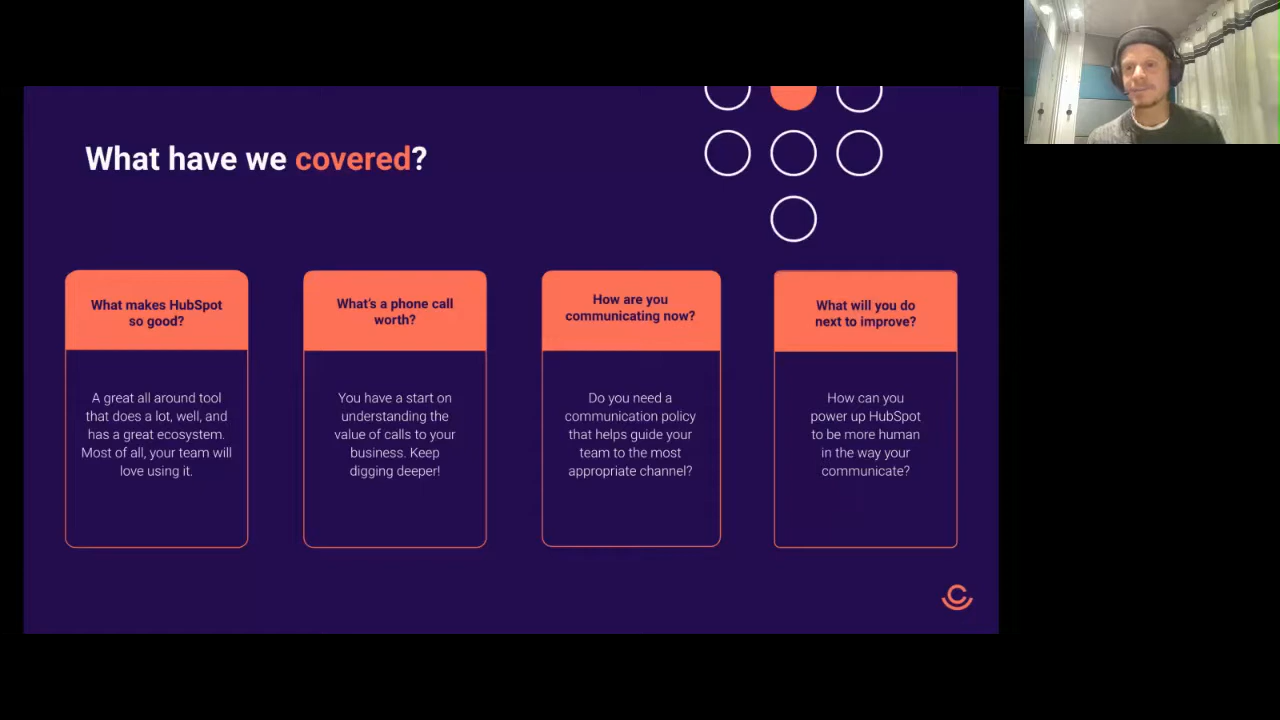 What have we covered?
What makes HubSpot
so good?
A great all around tool
that does a lot, well, and
has a great ecosystem.
Most of all, your team will
love using it.
What's a phone call
worth?
You have a start on
understanding the
value of calls to your
business. Keep
digging deeper!
How are you
communicating now?
Do you need a
communication policy
that helps guide your
team to the most
appropriate channel?
What will you do
next to improve?
How can you
power up HubSpot
to be more human
in the way your
communicate?